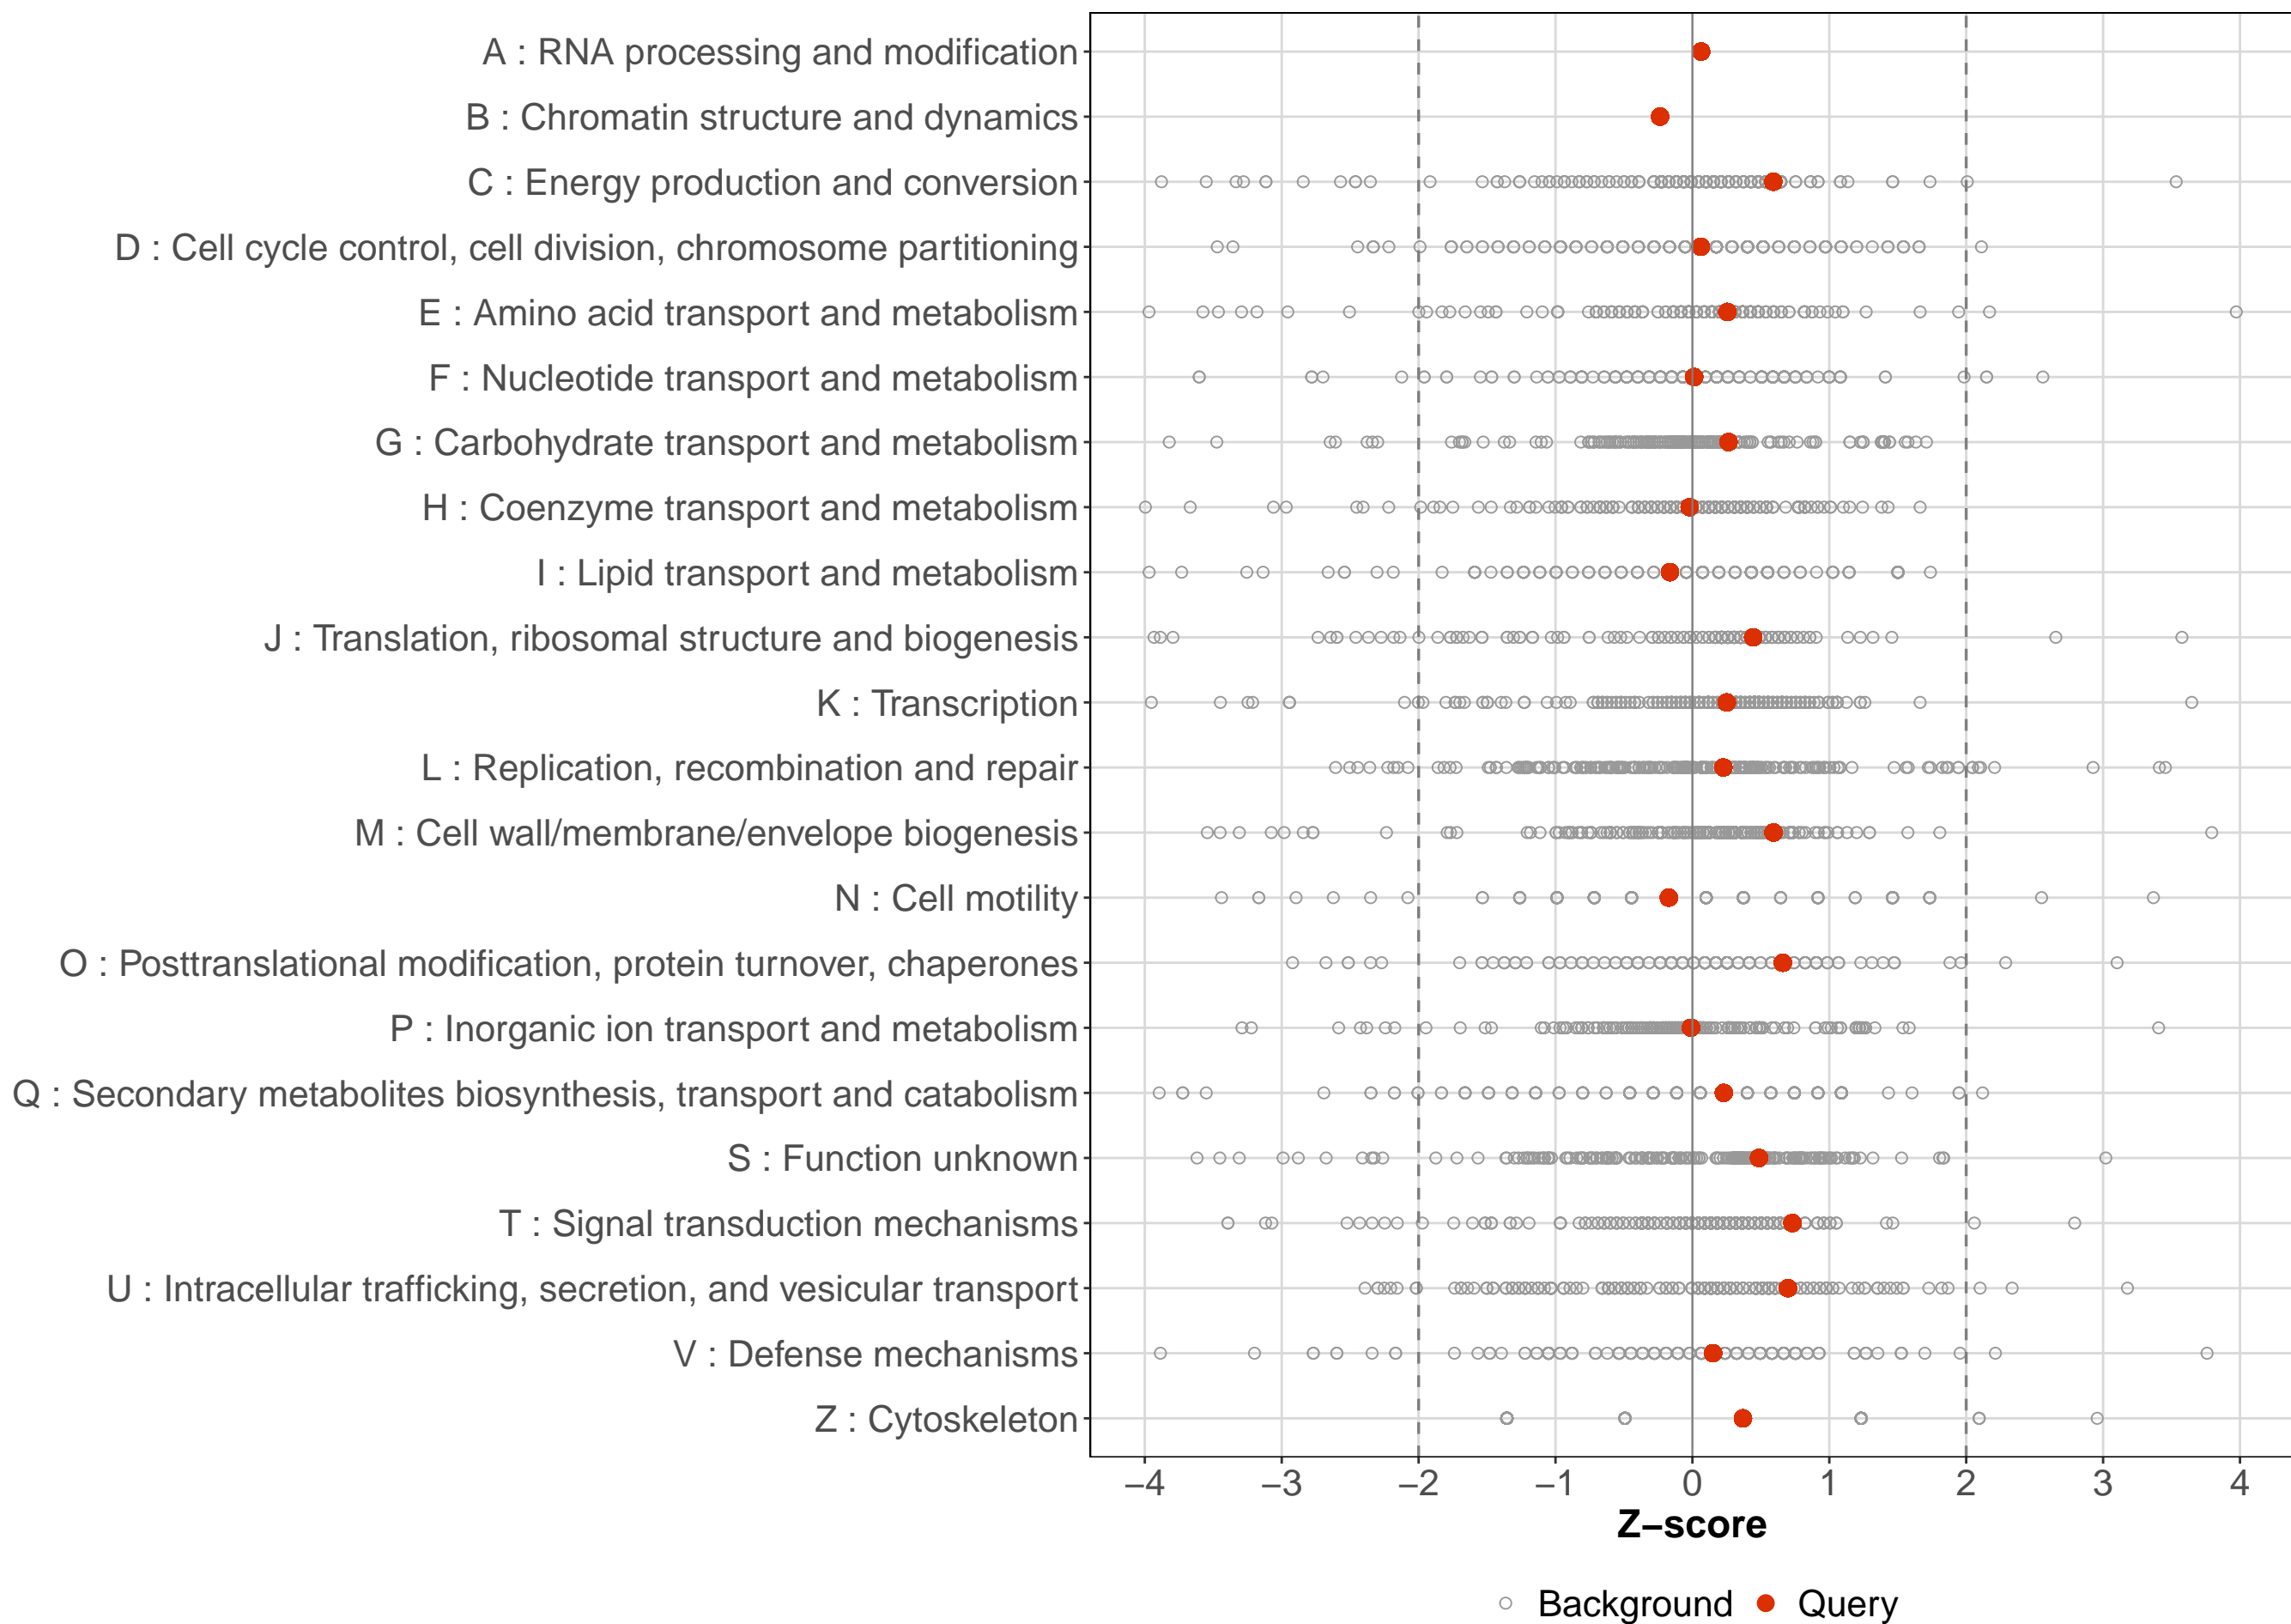 A : RNA processing and modification
B : Chromatin structure and dynamics
C : Energy production and conversion
D : Cell cycle control, cell division, chromosome partitioning
E : Amino acid transport and metabolism
F : Nucleotide transport and metabolism
G : Carbohydrate transport and metabolism
H : Coenzyme transport and metabolism
I : Lipid transport and metabolism
J : Translation, ribosomal structure and biogenesis
K : Transcription
L : Replication, recombination and repair
M : Cell wall/membrane/envelope biogenesis
N : Cell motility
O : Posttranslational modification, protein turnover, chaperones
P : Inorganic ion transport and metabolism
Q : Secondary metabolites biosynthesis, transport and catabolism
S : Function unknown
T : Signal transduction mechanisms
U : Intracellular trafficking, secretion, and vesicular transport
V : Defense mechanisms
Z : Cytoskeleton
−4 −3 −2 −1 0 1 2 3 4
Z−score
Background Query